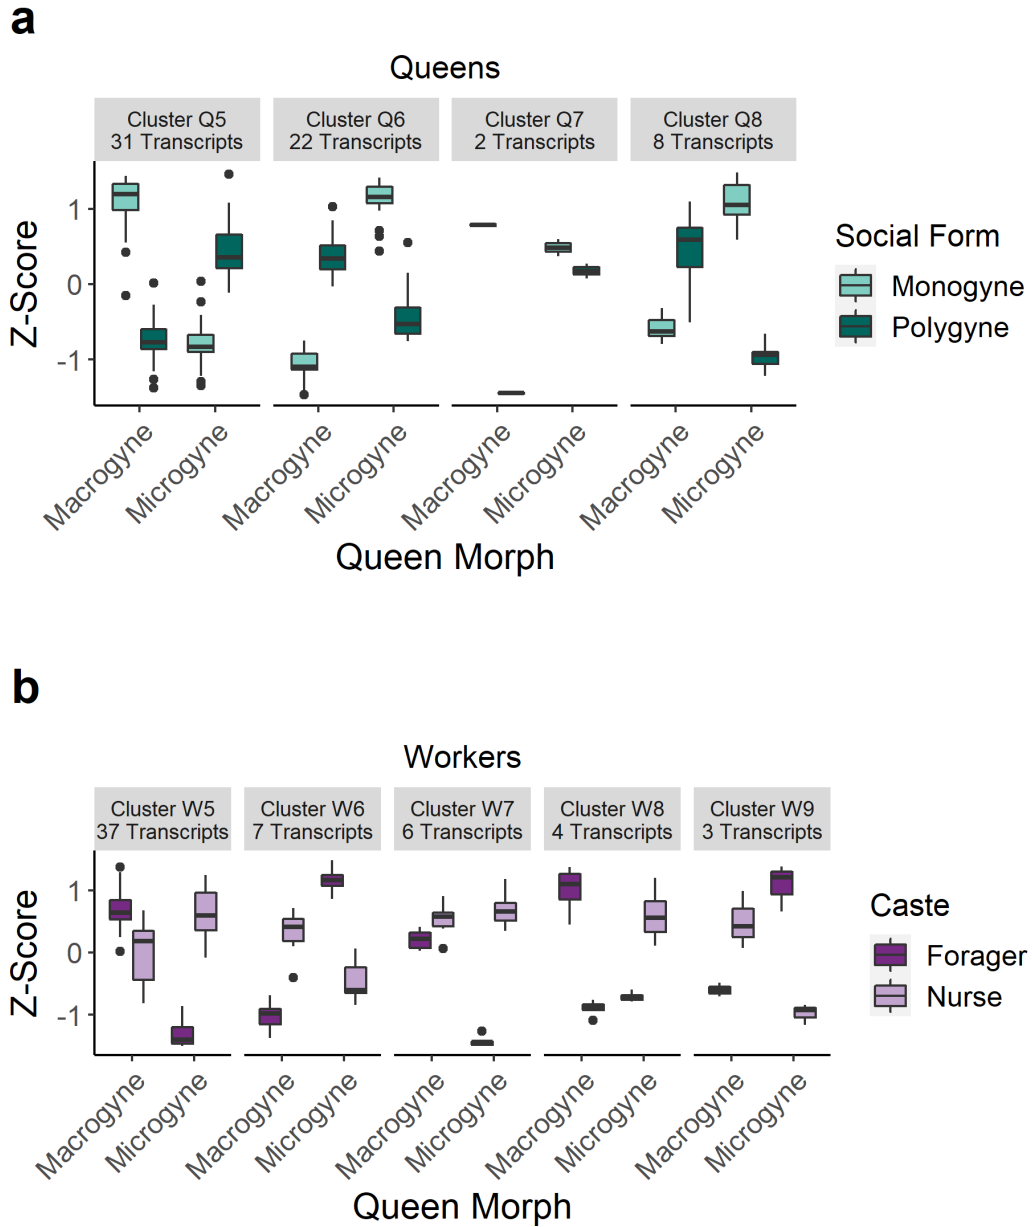 a
Queens
Cluster Q5
31 Transcripts
Cluster Q6
22 Transcripts
Cluster Q7
2 Transcripts
Cluster Q8
8 Transcripts
Z-Score
1
0
-1
Macrogyne
Microgyne
Macrogyne
Microgyne
Macrogyne
Microgyne
Macrogyne
Microgyne
Queen Morph
Social Form
Monogyne
Polygyne
b
Workers
Cluster W5
37 Transcripts
Cluster W6
7 Transcripts
Cluster W7
6 Transcripts
Cluster W8
4 Transcripts
Cluster W9
3 Transcripts
Z-Score
1
0
-1
Macrogyne
Microgyne
Macrogyne
Microgyne
Macrogyne
Microgyne
Macrogyne
Microgyne
Macrogyne
Microgyne
Queen Morph
Caste
Forager
Nurse